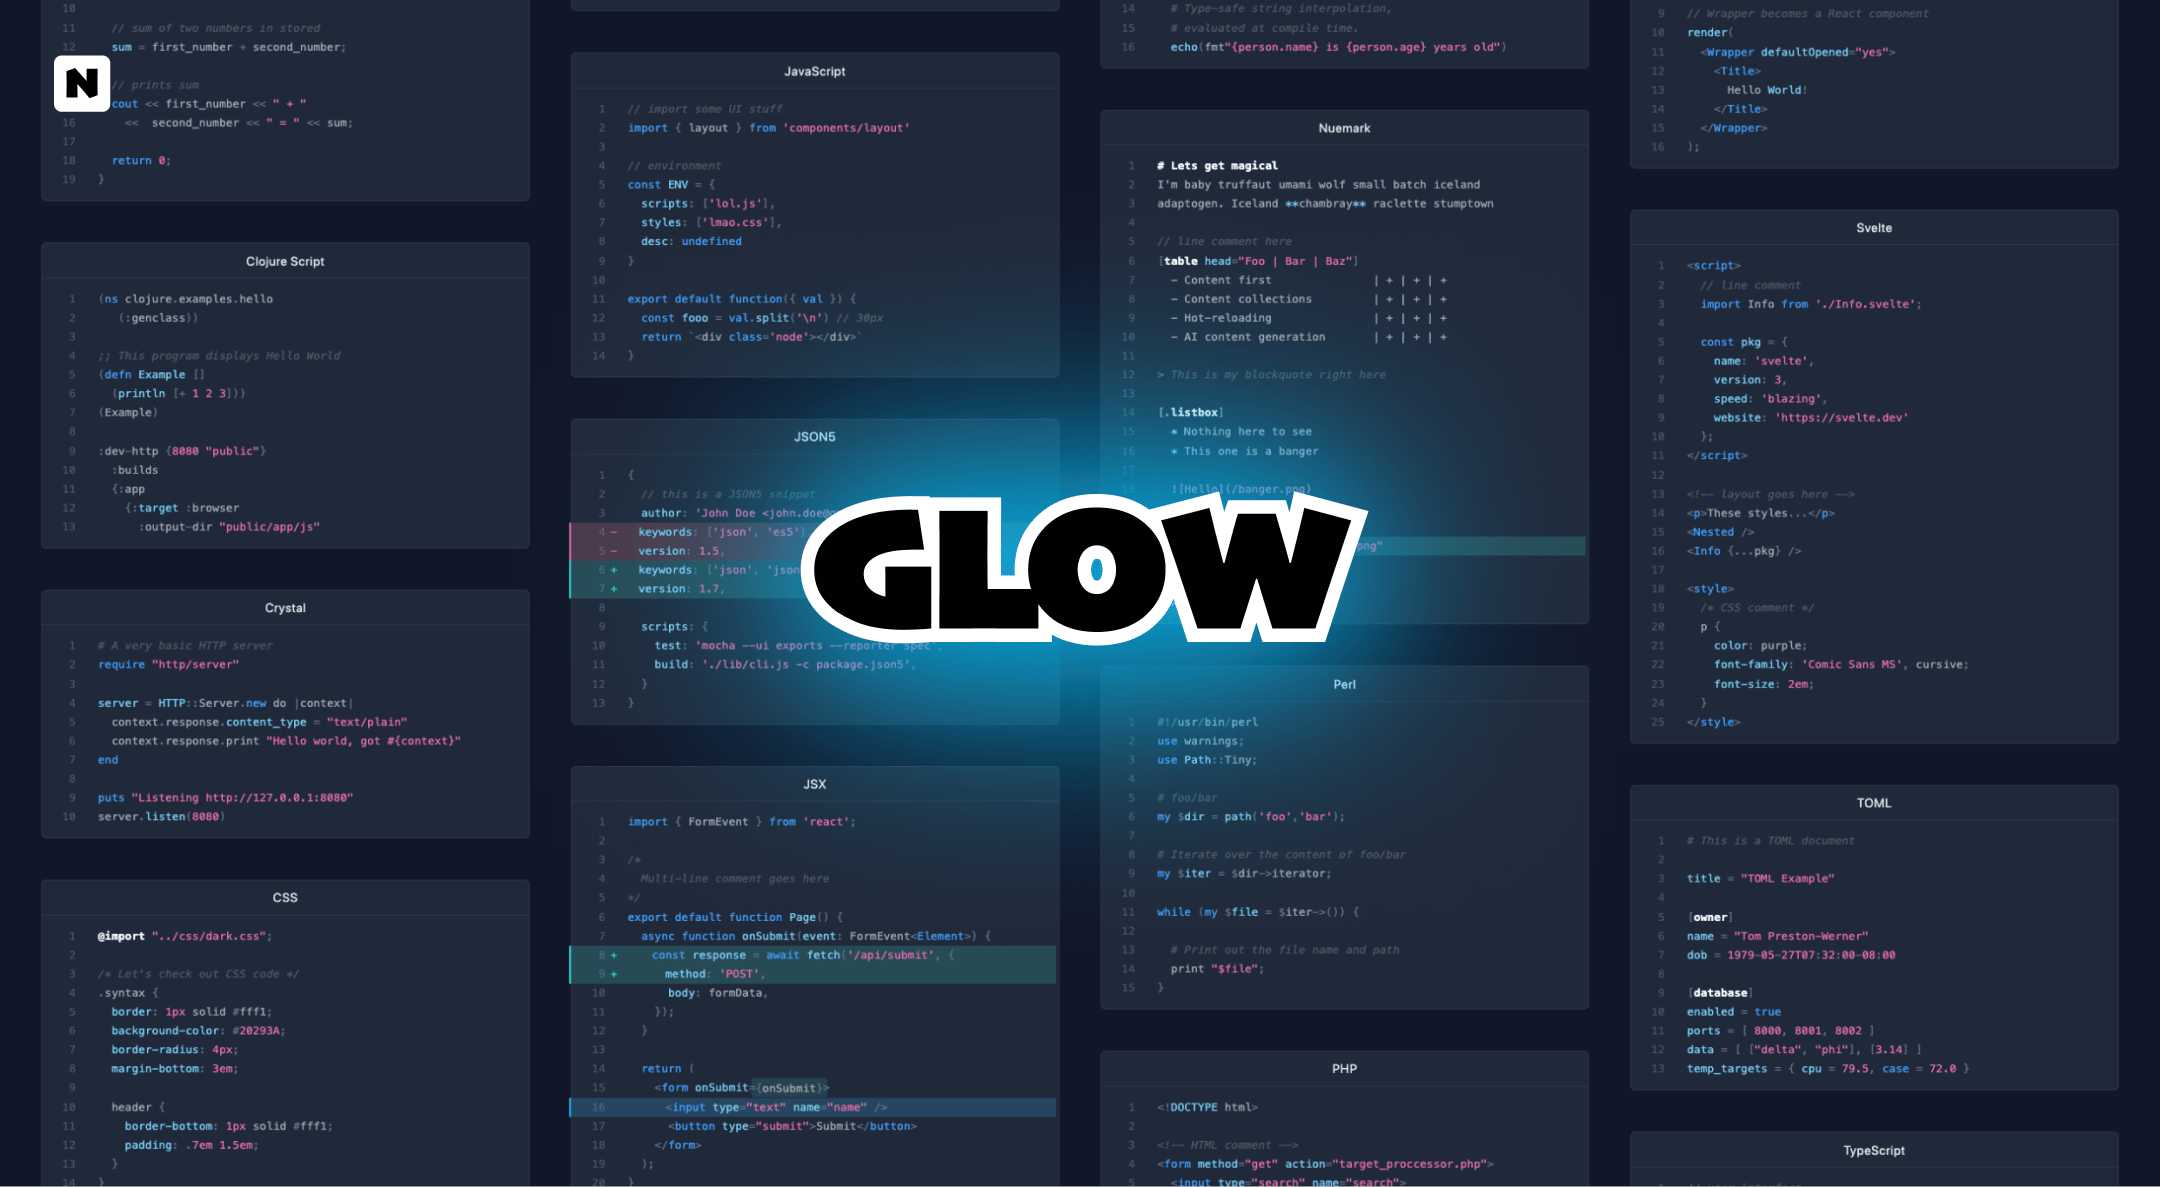 10
11 // sum of two numbers in stored
12 sum = first_number + second_number;
N
// prints sum
cout << first_number << " + "
16 << second_number << " = " << sum;
17
18 return 0;
19 }
Clojure Script
1 (ns clojure.examples.hello
2 (:genclass))
3
4 ;; This program displays Hello World
5 (defn Example []
6 (println [+ 1 2 3]))
7 (Example)
8
9 :dev-http {8080 "public"}
10 :builds
11 {:app
12 {:target :browser
13 :output-dir "public/app/js"
Crystal
1 # A very basic HTTP server
2 require "http/server"
3
4 server = HTTP::Server.new do |context|
5 context.response.content_type = "text/plain"
6 context.response.print "Hello world, got #{context}"
7 end
8
9 puts "Listening http://127.0.0.1:8080"
10 server.listen(8080)
CSS
1 @import "../css/dark.css";
2
3 /* Let's check out CSS code */
4 .syntax {
5 border: 1px solid #fff1;
6 background-color: #20293A;
7 border-radius: 4px;
8 margin-bottom: 3em;
9
10 header {
11 border-bottom: 1px solid #fff1;
12 padding: .7em 1.5em;
13 }
14 }
JavaScript
1 // import some UI stuff
2 import { layout } from 'components/layout'
3
4 // environment
5 const ENV = {
6 scripts: ['lol.js'],
7 styles: ['lmao.css'],
8 desc: undefined
9 }
10
11 export default function({ val }) {
12 const fooo = val.split('\n') // 30px
13 return `<div class='node'></div>`
14 }
JSON5
1 {
2 // this is a JSON5 snippet
3 author: 'John Doe <john.doe@
4 - keywords: ['json', 'es5']
5 - version: 1.5,
6 + keywords: ['json', 'json
7 + version: 1.7,
8
9 scripts: {
10 test: 'mocha --ui exports --reporter spec',
11 build: './lib/cli.js -c package.json5',
12 }
13 }
JSX
1 import { FormEvent } from 'react';
2
3 /*
4 Multi-line comment goes here
5 */
6 export default function Page() {
7 async function onSubmit(event: FormEvent<Element>) {
8 + const response = await fetch('/api/submit', {
9 + method: 'POST',
10 body: formData,
11 });
12 }
13
14 return (
15 <form onSubmit={onSubmit}>
16 <input type="text" name="name" />
17 <button type="submit">Submit</button>
18 </form>
19 );
20 }
GLOW
14 # Type-safe string interpolation,
15 # evaluated at compile time.
16 echo(fmt"{person.name} is {person.age} years old")
Nuemark
1 # Lets get magical
2 I'm baby truffaut umami wolf small batch iceland
3 adaptogen. Iceland **chambray** raclette stumptown
4
5 // line comment here
6 [table head="Foo | Bar | Baz"]
7 - Content first | + | + | +
8 - Content collections | + | + | +
9 - Hot-reloading | + | + | +
10 - AI content generation | + | + | +
11
12 > This is my blockquote right here
13
14 [.listbox]
15 * Nothing here to see
16 * This one is a banger
17
18 ![Hello](/banger.png)
png"
Perl
1 #!/usr/bin/perl
2 use warnings;
3 use Path::Tiny;
4
5 # foo/bar
6 my $dir = path('foo','bar');
7
8 # Iterate over the content of foo/bar
9 my $iter = $dir->iterator;
10
11 while (my $file = $iter->()) {
12
13 # Print out the file name and path
14 print "$file";
15 }
PHP
1 <!DOCTYPE html>
2
3 <!-- HTML comment -->
4 <form method="get" action="target_proccessor.php">
5 <input type="search" name="search">
9 // Wrapper becomes a React component
10 render(
11 <Wrapper defaultOpened="yes">
12 <Title>
13 Hello World!
14 </Title>
15 </Wrapper>
16 );
Svelte
1 <script>
2 // line comment
3 import Info from './Info.svelte';
4
5 const pkg = {
6 name: 'svelte',
7 version: 3,
8 speed: 'blazing',
9 website: 'https://svelte.dev'
10 };
11 </script>
12
13 <!-- layout goes here -->
14 <p>These styles...</p>
15 <Nested />
16 <Info {...pkg} />
17
18 <style>
19 /* CSS comment */
20 p {
21 color: purple;
22 font-family: 'Comic Sans MS', cursive;
23 font-size: 2em;
24 }
25 </style>
TOML
1 # This is a TOML document
2
3 title = "TOML Example"
4
5 [owner]
6 name = "Tom Preston-Werner"
7 dob = 1979-05-27T07:32:00-08:00
8
9 [database]
10 enabled = true
11 ports = [ 8000, 8001, 8002 ]
12 data = [ ["delta", "phi"], [3.14] ]
13 temp_targets = { cpu = 79.5, case = 72.0 }
TypeScript